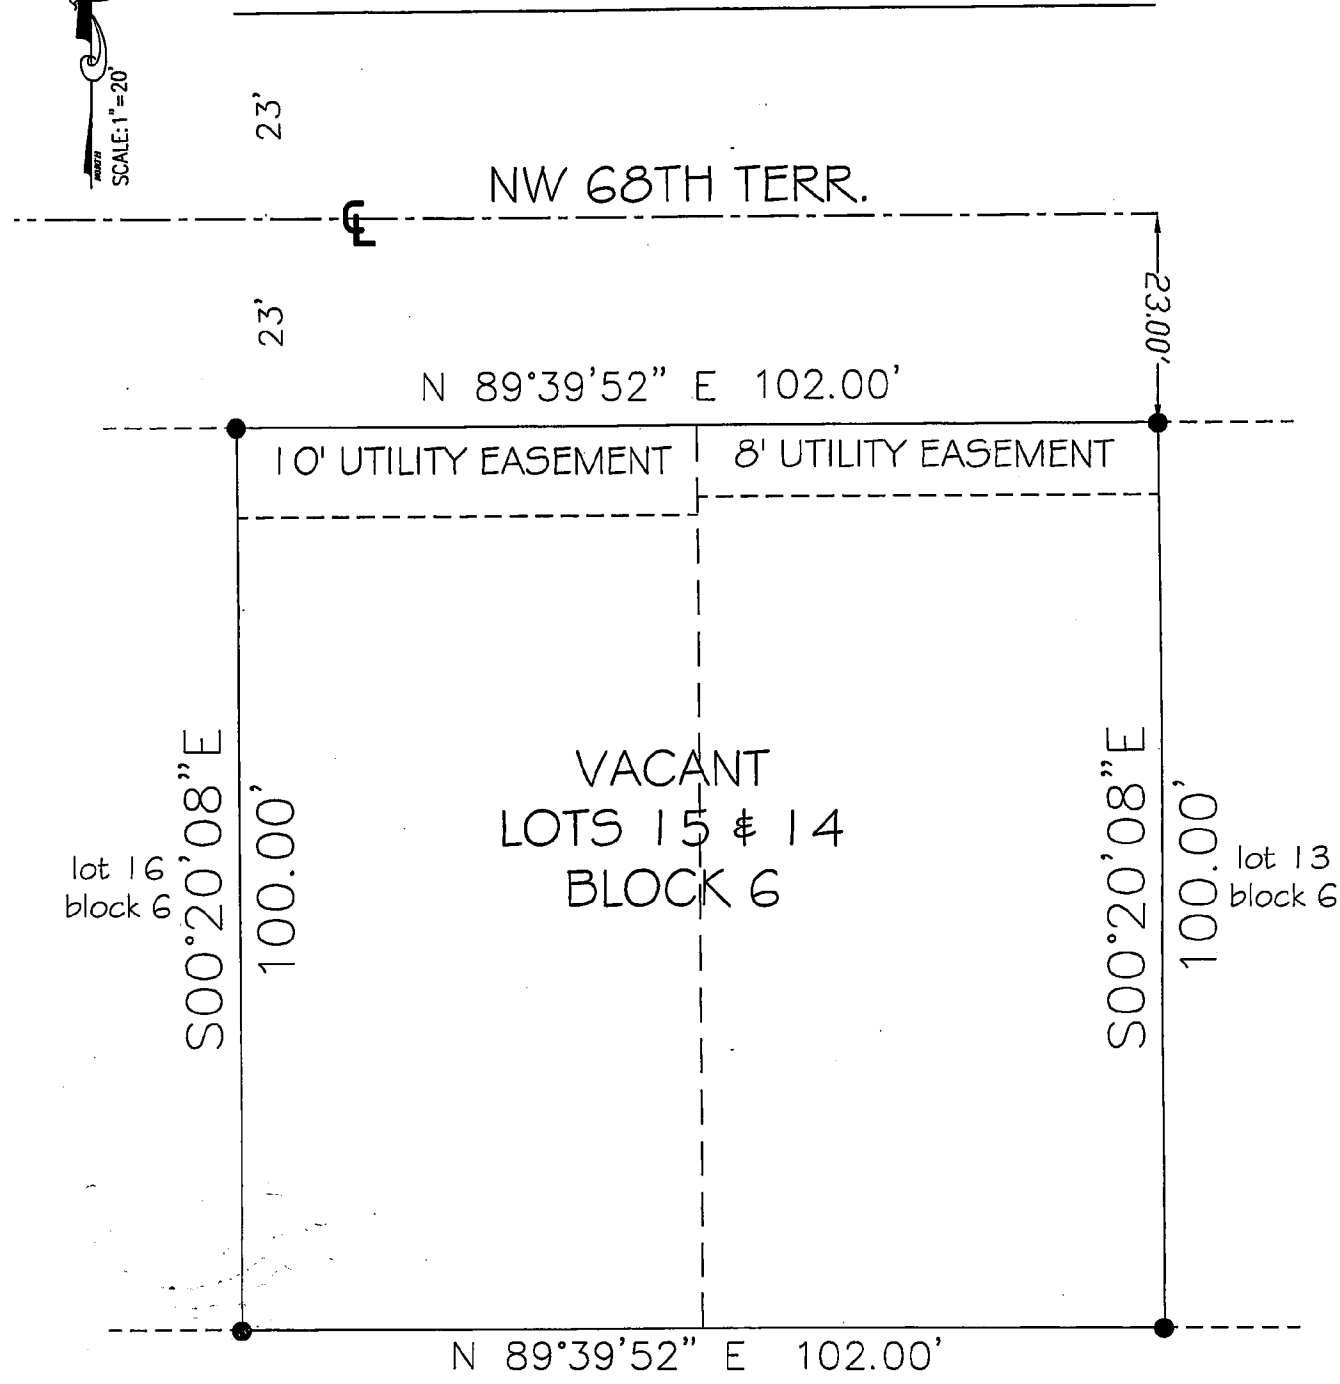 NORTH
SCALE: 1"=20'
23'
NW 68TH TERR.
℄
23'
23.00'
N 89°39'52" E 102.00'
10' UTILITY EASEMENT
8' UTILITY EASEMENT
VACANT
LOTS 15 & 14
BLOCK 6
lot 16
block 6
S00°20'08"E
100.00'
S00°20'08"E
100.00'
lot 13
block 6
N 89°39'52" E 102.00'